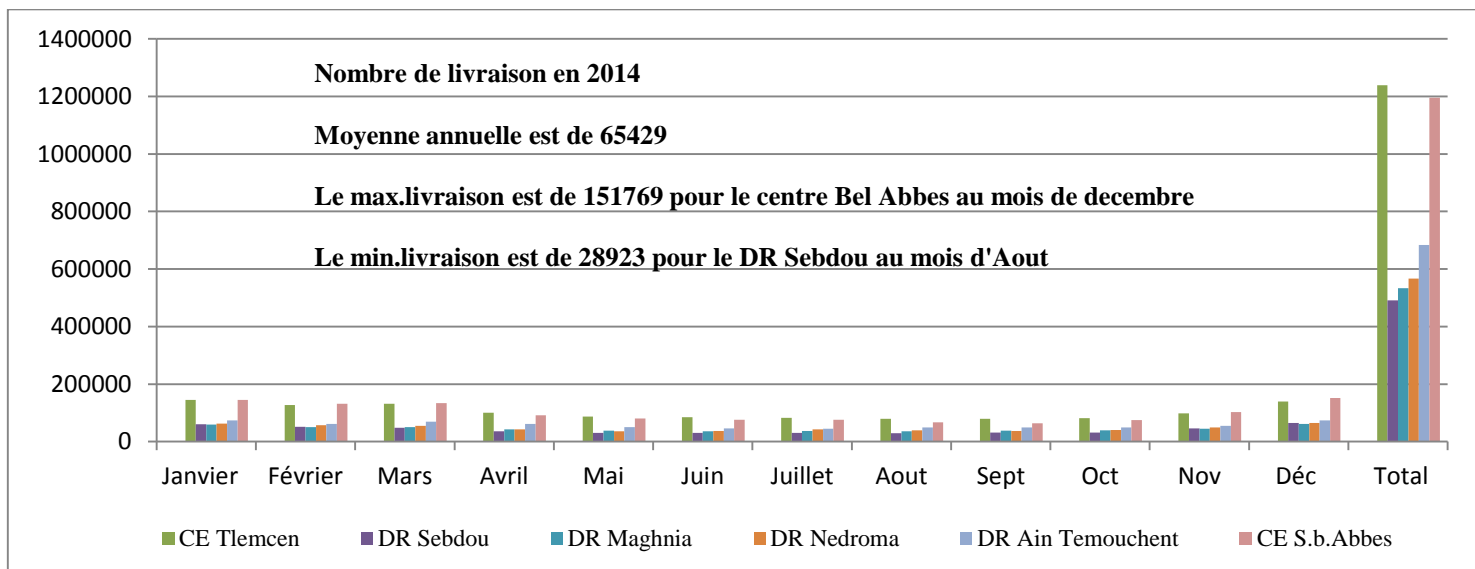 1400000
1200000
1000000
800000
600000
400000
200000
0
Nombre de livraison en 2014
Moyenne annuelle est de 65429
Le max.livraison est de 151769 pour le centre Bel Abbes au mois de decembre
Le min.livraison est de 28923 pour le DR Sebdou au mois d'Aout
Janvier Février Mars Avril Mai Juin Juillet Aout Sept Oct Nov Déc Total
CE Tlemcen DR Sebdou DR Maghnia DR Nedroma DR Ain Temouchent CE S.b.Abbes